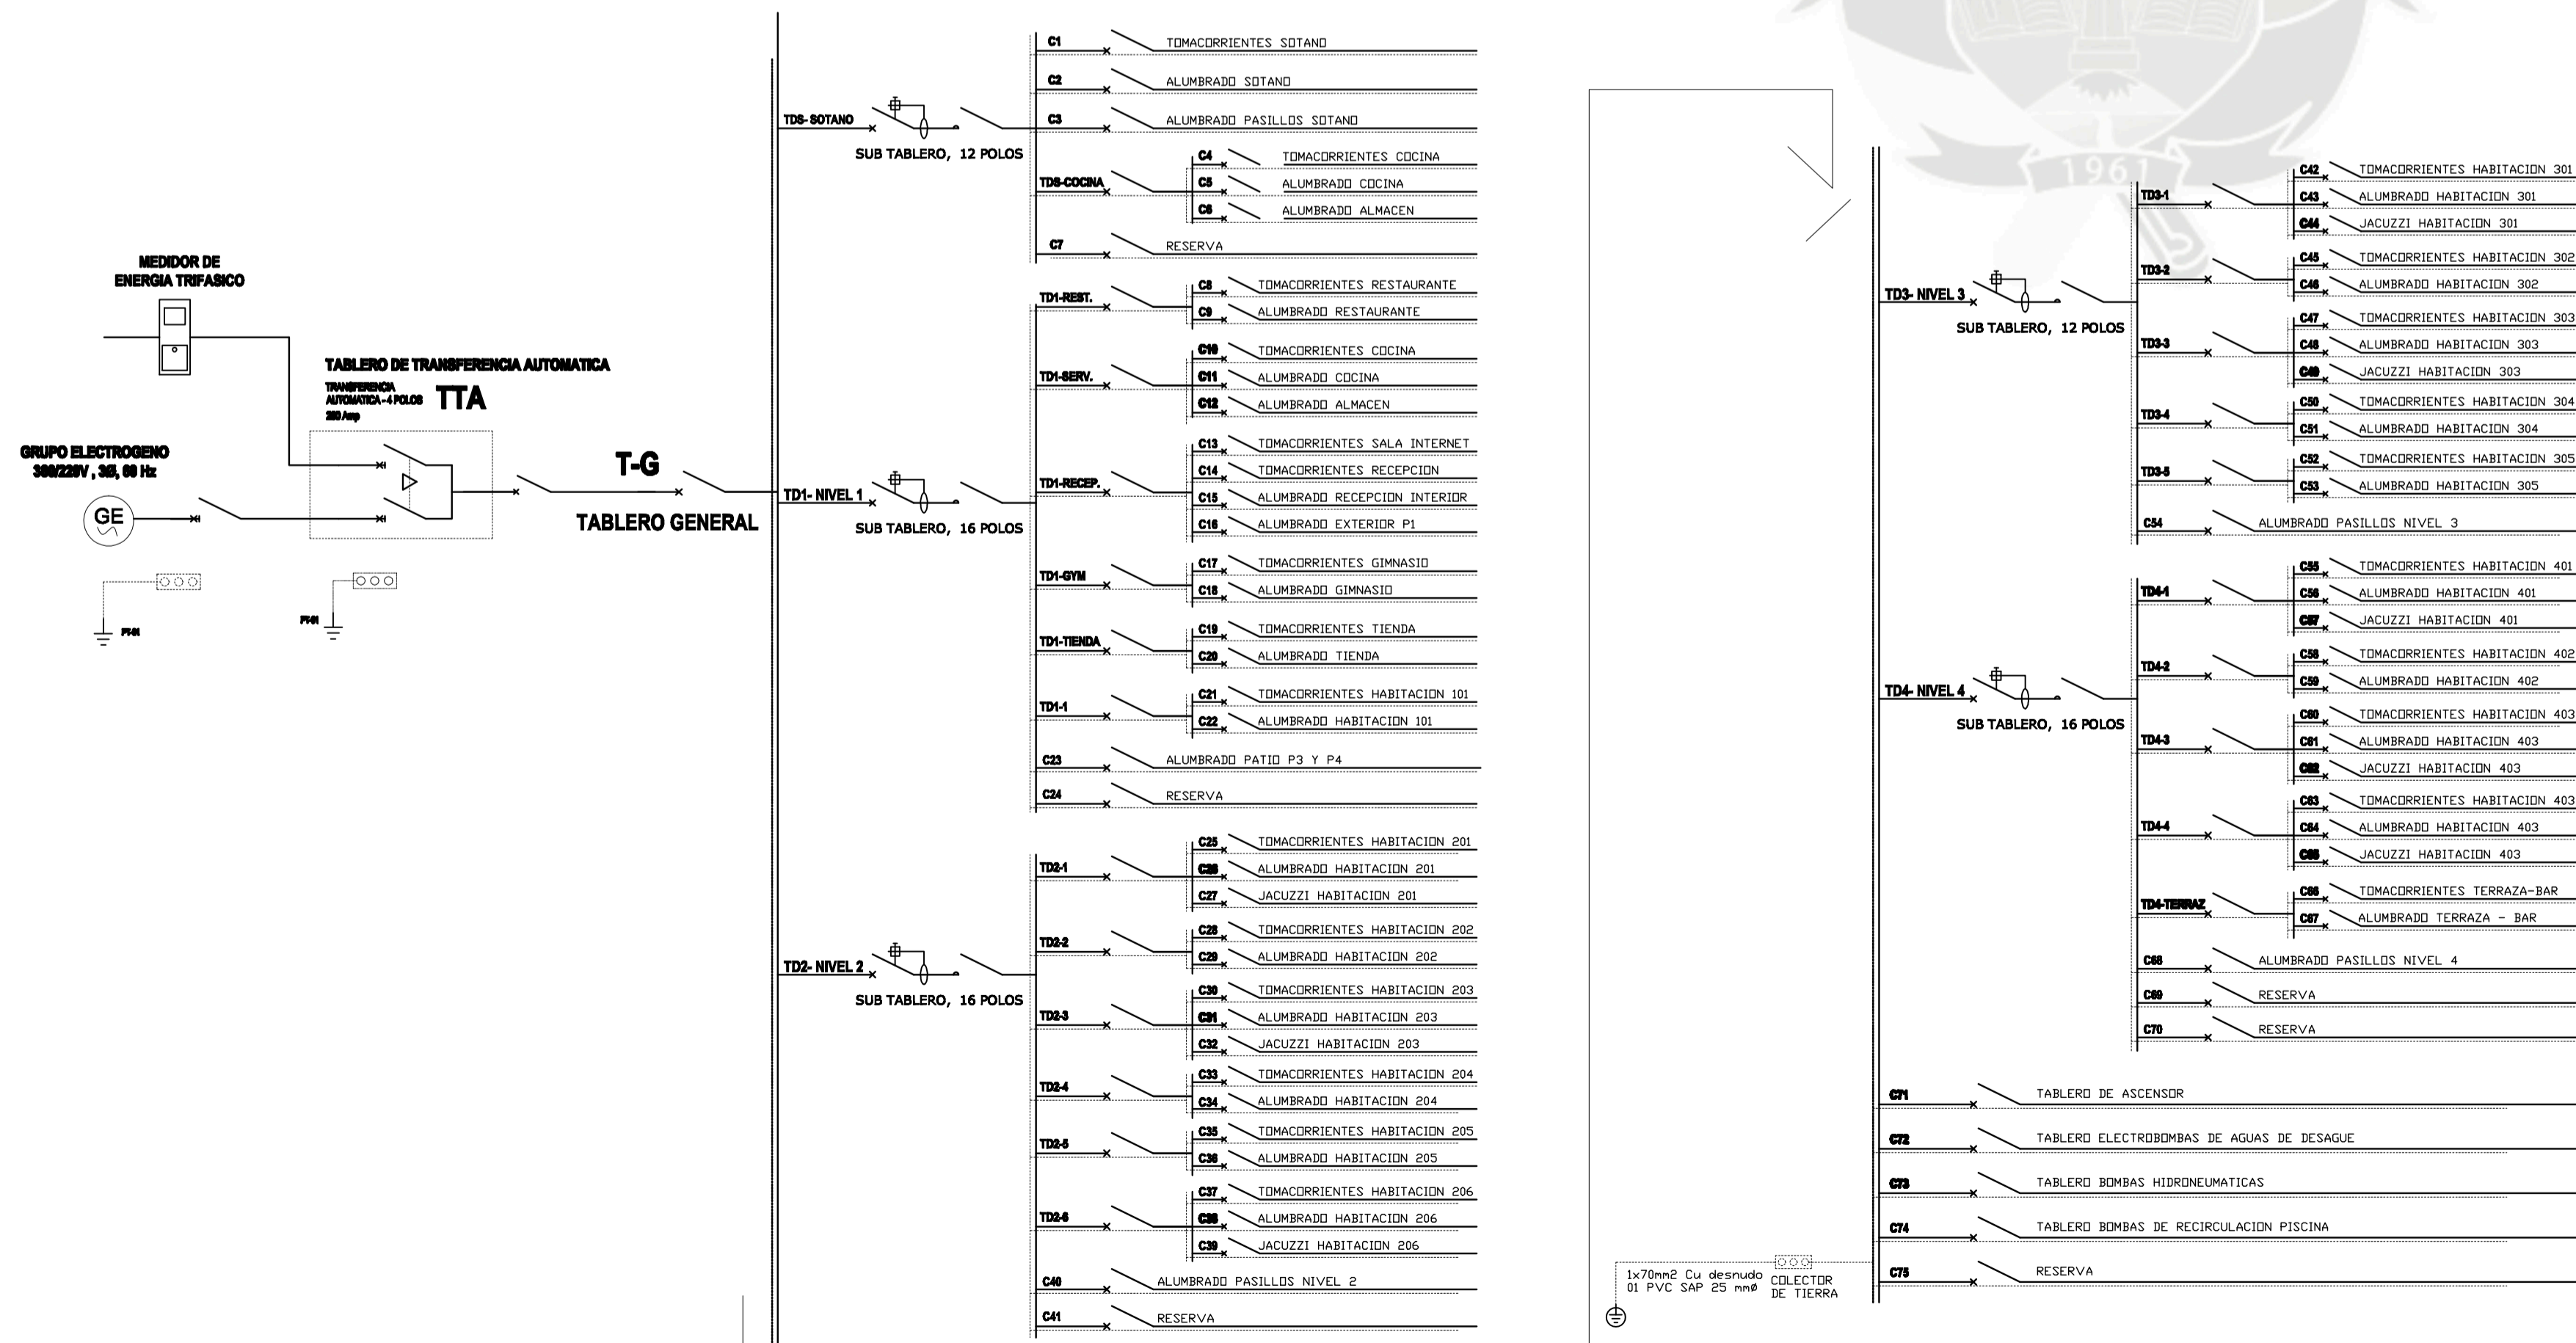 MEDIDOR DE
ENERGIA TRIFASICO
TABLERO DE TRANSFERENCIA AUTOMATICA
TRANSFERENCIA
AUTOMATICA - 4 POLOS
TTA
Amp
GRUPO ELECTROGENO
, 60 Hz
GE
T-G
TABLERO GENERAL
TDS- SOTANO
SUB TABLERO, 12 POLOS
C1 TOMACORRIENTES SOTANO
C2 ALUMBRADO SOTANO
C3 ALUMBRADO PASILLOS SOTANO
TDS-COCINA
C4 TOMACORRIENTES COCINA
C5 ALUMBRADO COCINA
C6 ALUMBRADO ALMACEN
C7 RESERVA
TD1- NIVEL 1
SUB TABLERO, 16 POLOS
TD1-REST.
C8 TOMACORRIENTES RESTAURANTE
C9 ALUMBRADO RESTAURANTE
TD1-SERV.
C10 TOMACORRIENTES COCINA
C11 ALUMBRADO COCINA
C12 ALUMBRADO ALMACEN
TD1-RECEP.
C13 TOMACORRIENTES SALA INTERNET
C14 TOMACORRIENTES RECEPCION
C15 ALUMBRADO RECEPCION INTERIOR
C16 ALUMBRADO EXTERIOR P1
TD1-GYM
C17 TOMACORRIENTES GIMNASIO
C18 ALUMBRADO GIMNASIO
TD1-TIENDA
C19 TOMACORRIENTES TIENDA
C20 ALUMBRADO TIENDA
TD1-1
C21 TOMACORRIENTES HABITACION 101
C22 ALUMBRADO HABITACION 101
C23 ALUMBRADO PATIO P3 Y P4
C24 RESERVA
TD2- NIVEL 2
SUB TABLERO, 16 POLOS
TD2-1
C25 TOMACORRIENTES HABITACION 201
C26 ALUMBRADO HABITACION 201
C27 JACUZZI HABITACION 201
TD2-2
C28 TOMACORRIENTES HABITACION 202
C29 ALUMBRADO HABITACION 202
TD2-3
C30 TOMACORRIENTES HABITACION 203
C31 ALUMBRADO HABITACION 203
C32 JACUZZI HABITACION 203
TD2-4
C33 TOMACORRIENTES HABITACION 204
C34 ALUMBRADO HABITACION 204
TD2-5
C35 TOMACORRIENTES HABITACION 205
C36 ALUMBRADO HABITACION 205
TD2-6
C37 TOMACORRIENTES HABITACION 206
C38 ALUMBRADO HABITACION 206
C39 JACUZZI HABITACION 206
C40 ALUMBRADO PASILLOS NIVEL 2
C41 RESERVA
1961
TD3- NIVEL 3
SUB TABLERO, 12 POLOS
TD3-1
C42 TOMACORRIENTES HABITACION 301
C43 ALUMBRADO HABITACION 301
C44 JACUZZI HABITACION 301
TD3-2
C45 TOMACORRIENTES HABITACION 302
C46 ALUMBRADO HABITACION 302
TD3-3
C47 TOMACORRIENTES HABITACION 303
C48 ALUMBRADO HABITACION 303
C49 JACUZZI HABITACION 303
TD3-4
C50 TOMACORRIENTES HABITACION 304
C51 ALUMBRADO HABITACION 304
TD3-5
C52 TOMACORRIENTES HABITACION 305
C53 ALUMBRADO HABITACION 305
C54 ALUMBRADO PASILLOS NIVEL 3
TD4- NIVEL 4
SUB TABLERO, 16 POLOS
TD4-1
C55 TOMACORRIENTES HABITACION 401
C56 ALUMBRADO HABITACION 401
C57 JACUZZI HABITACION 401
TD4-2
C58 TOMACORRIENTES HABITACION 402
C59 ALUMBRADO HABITACION 402
TD4-3
C60 TOMACORRIENTES HABITACION 403
C61 ALUMBRADO HABITACION 403
C62 JACUZZI HABITACION 403
TD4-4
C63 TOMACORRIENTES HABITACION 403
C64 ALUMBRADO HABITACION 403
C65 JACUZZI HABITACION 403
TD4-TERRAZ
C66 TOMACORRIENTES TERRAZA-BAR
C67 ALUMBRADO TERRAZA - BAR
C68 ALUMBRADO PASILLOS NIVEL 4
C69 RESERVA
C70 RESERVA
C71 TABLERO DE ASCENSOR
C72 TABLERO ELECTROBOMBAS DE AGUAS DE DESAGUE
C73 TABLERO BOMBAS HIDRONEUMATICAS
C74 TABLERO BOMBAS DE RECIRCULACION PISCINA
C75 RESERVA
1x70mm2 Cu desnudo
01 PVC SAP 25 mmø
COLECTOR
DE TIERRA